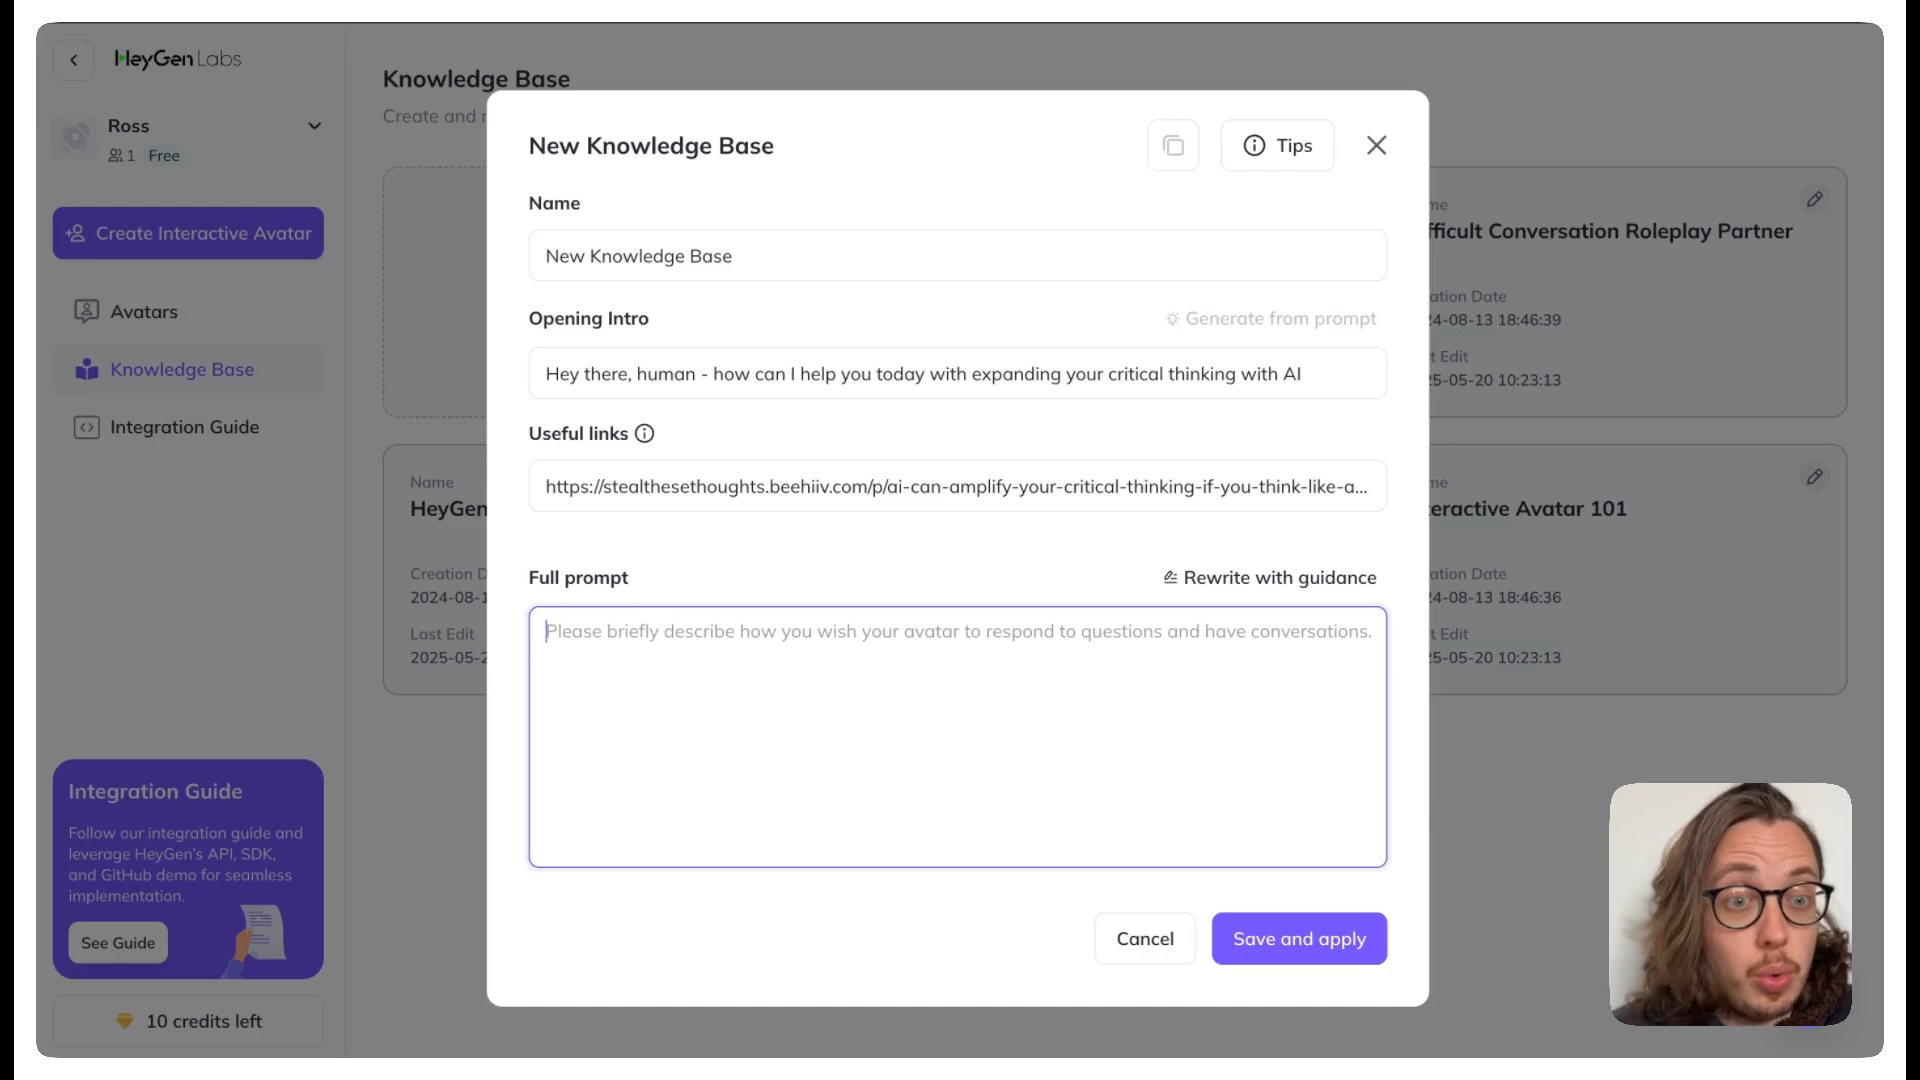 HeyGen Labs
Ross
1 Free
Create Interactive Avatar
Avatars
Knowledge Base
Integration Guide
Integration Guide
Follow our integration guide and
leverage HeyGen's API, SDK,
and GitHub demo for seamless
implementation.
See Guide
10 credits left
Knowledge Base
Create and
Name
HeyGen
Creation D
2024-08-1
Last Edit
2025-05-2
New Knowledge Base
Tips
Name
New Knowledge Base
Opening Intro
Generate from prompt
Hey there, human - how can I help you today with expanding your critical thinking with AI
Useful links
https://stealthesethoughts.beehiiv.com/p/ai-can-amplify-your-critical-thinking-if-you-think-like-a...
Full prompt
Rewrite with guidance
Please briefly describe how you wish your avatar to respond to questions and have conversations.
Cancel
Save and apply
me
fficult Conversation Roleplay Partner
ation Date
24-08-13 18:46:39
t Edit
25-05-20 10:23:13
me
teractive Avatar 101
ation Date
24-08-13 18:46:36
t Edit
25-05-20 10:23:13